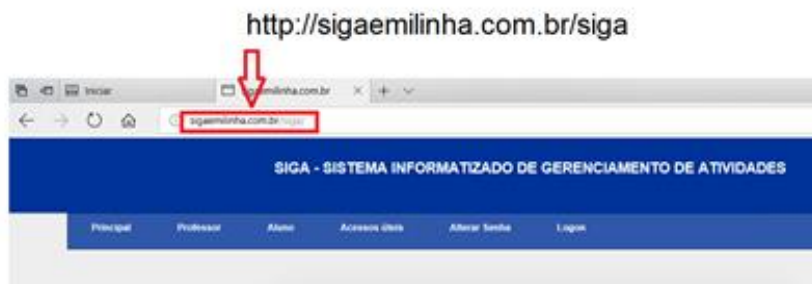 http://sigaemilinha.com.br/siga
Iniciar sigaemilinha.com.br
sigaemilinha.com.br/siga
SIGA - SISTEMA INFORMATIZADO DE GERENCIAMENTO DE ATIVIDADES
Principal Professor Aluno Acessos úteis Alterar Senha Logon